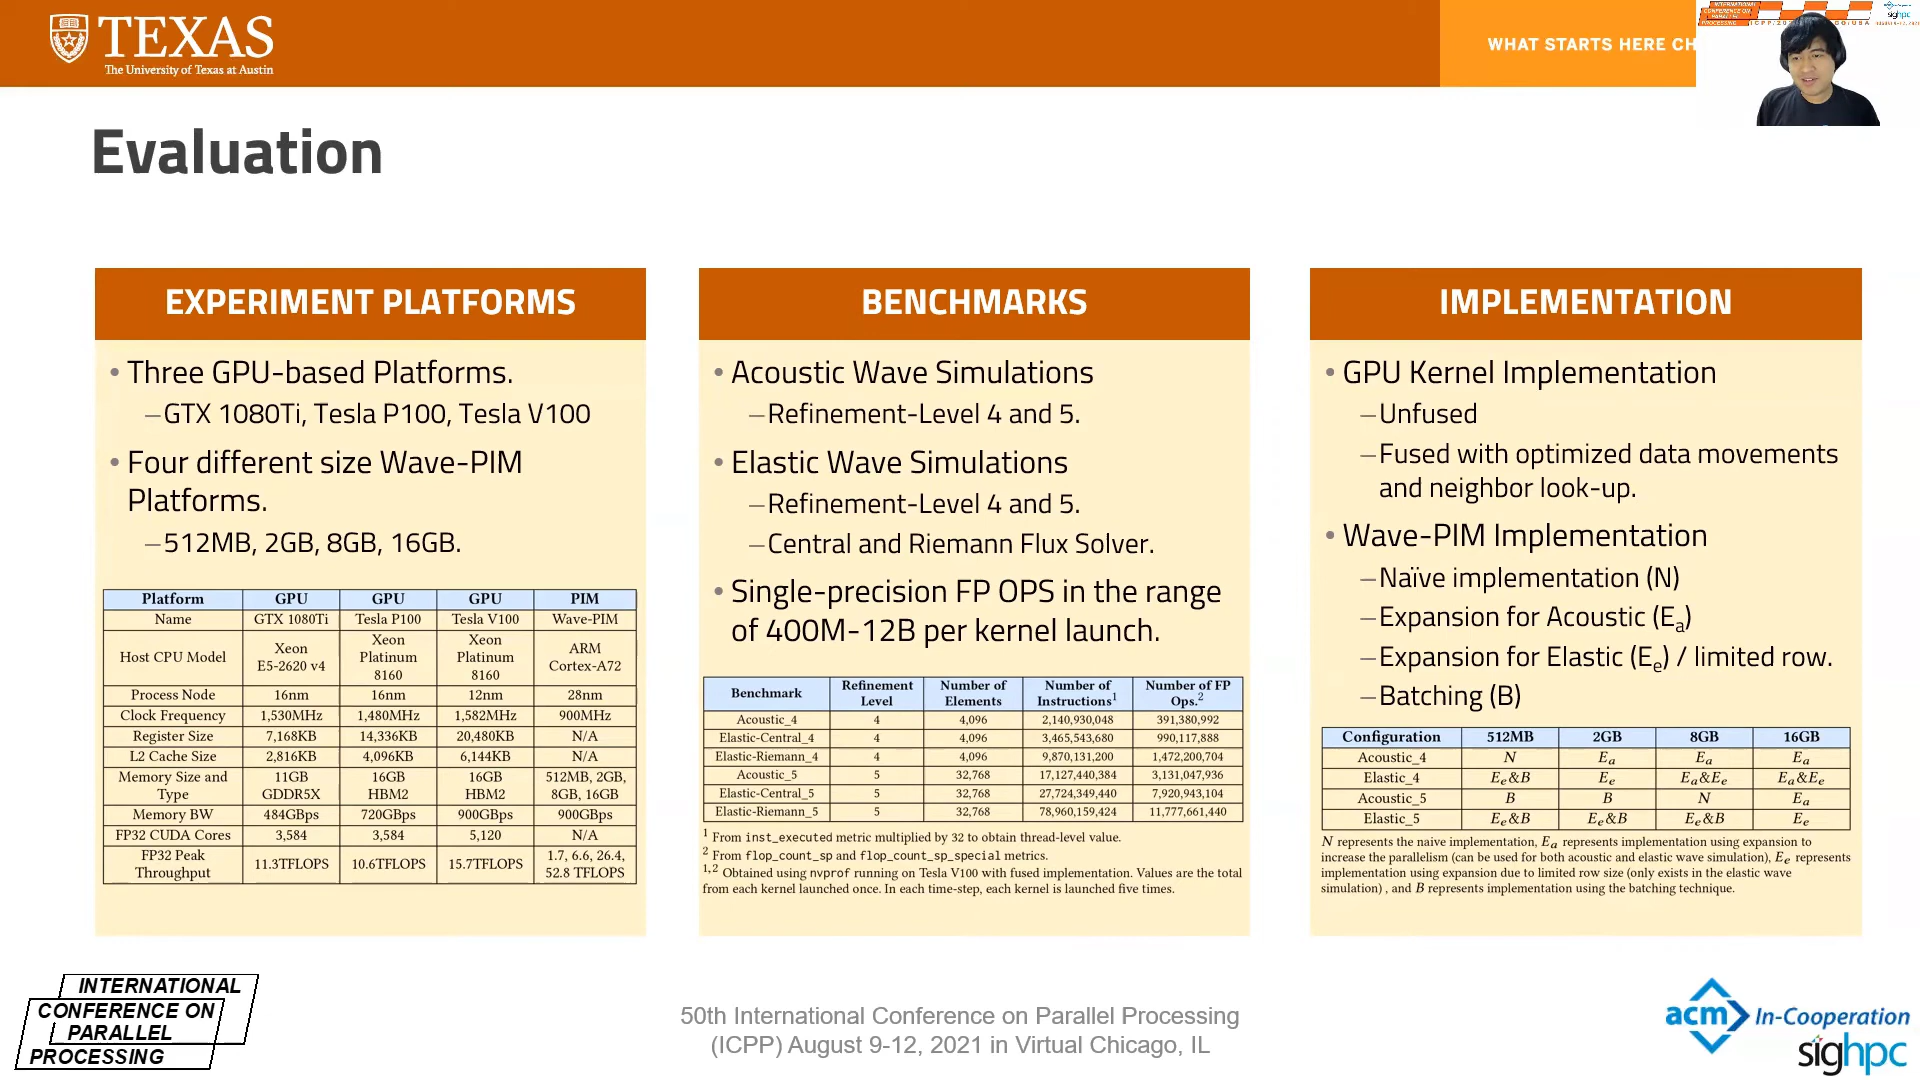 TEXAS
The University of Texas at Austin
WHAT STARTS HERE CH
INTERNATIONAL
CONFERENCE ON
PARALLEL
PROCESSING
sighpc
Evaluation
EXPERIMENT PLATFORMS
• Three GPU-based Platforms.
–GTX 1080Ti, Tesla P100, Tesla V100
• Four different size Wave-PIM
Platforms.
–512MB, 2GB, 8GB, 16GB.
Platform GPU GPU GPU PIM
Name GTX 1080Ti Tesla P100 Tesla V100 Wave-PIM
Host CPU Model Xeon E5-2620 v4 Xeon Platinum 8160 Xeon Platinum 8160 ARM Cortex-A72
Process Node 16nm 16nm 12nm 28nm
Clock Frequency 1,530MHz 1,480MHz 1,582MHz 900MHz
Register Size 7,168KB 14,336KB 20,480KB N/A
L2 Cache Size 2,816KB 4,096KB 6,144KB N/A
Memory Size and Type 11GB GDDR5X 16GB HBM2 16GB HBM2 512MB, 2GB, 8GB, 16GB
Memory BW 484GBps 720GBps 900GBps 900GBps
FP32 CUDA Cores 3,584 3,584 5,120 N/A
FP32 Peak Throughput 11.3TFLOPS 10.6TFLOPS 15.7TFLOPS 1.7, 6.6, 26.4, 52.8 TFLOPS
BENCHMARKS
• Acoustic Wave Simulations
–Refinement-Level 4 and 5.
• Elastic Wave Simulations
–Refinement-Level 4 and 5.
–Central and Riemann Flux Solver.
• Single-precision FP OPS in the range
of 400M-12B per kernel launch.
Benchmark Refinement Level Number of Elements Number of Instructions¹ Number of FP Ops.²
Acoustic_4 4 4,096 2,140,930,048 391,380,992
Elastic-Central_4 4 4,096 3,465,543,680 990,117,888
Elastic-Riemann_4 4 4,096 9,870,131,200 1,472,200,704
Acoustic_5 5 32,768 17,127,440,384 3,131,047,936
Elastic-Central_5 5 32,768 27,724,349,440 7,920,943,104
Elastic-Riemann_5 5 32,768 78,960,159,424 11,777,661,440
¹ From inst_executed metric multiplied by 32 to obtain thread-level value.
² From flop_count_sp and flop_count_sp_special metrics.
¹,² Obtained using nvprof running on Tesla V100 with fused implementation. Values are the total
from each kernel launched once. In each time-step, each kernel is launched five times.
IMPLEMENTATION
• GPU Kernel Implementation
–Unfused
–Fused with optimized data movements
and neighbor look-up.
• Wave-PIM Implementation
–Naïve implementation (N)
–Expansion for Acoustic (Ea)
–Expansion for Elastic (Ee) / limited row.
–Batching (B)
Configuration 512MB 2GB 8GB 16GB
Acoustic_4 N Ea Ea Ea
Elastic_4 Ee&B Ee Ea&Ee Ea&Ee
Acoustic_5 B B N Ea
Elastic_5 Ee&B Ee&B Ee&B Ee
N represents the naive implementation, Ea represents implementation using expansion to
increase the parallelism (can be used for both acoustic and elastic wave simulation), Ee represents
implementation using expansion due to limited row size (only exists in the elastic wave
simulation) , and B represents implementation using the batching technique.
INTERNATIONAL
CONFERENCE ON
PARALLEL
PROCESSING
50th International Conference on Parallel Processing
(ICPP) August 9-12, 2021 in Virtual Chicago, IL
acm In-Cooperation
sighpc